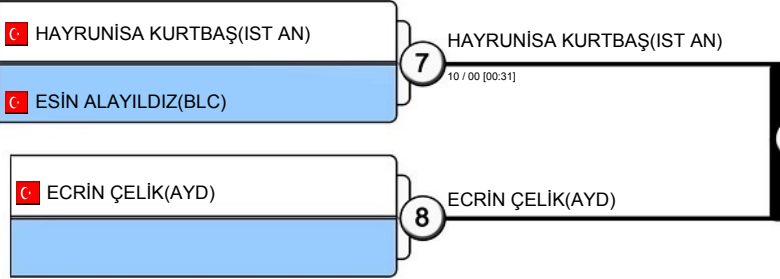 HAYRUNİSA KURTBAŞ(IST AN)
7
HAYRUNİSA KURTBAŞ(IST AN)
10 / 00 [00:31]
ESİN ALAYILDIZ(BLC)
ECRİN ÇELİK(AYD)
8
ECRİN ÇELİK(AYD)